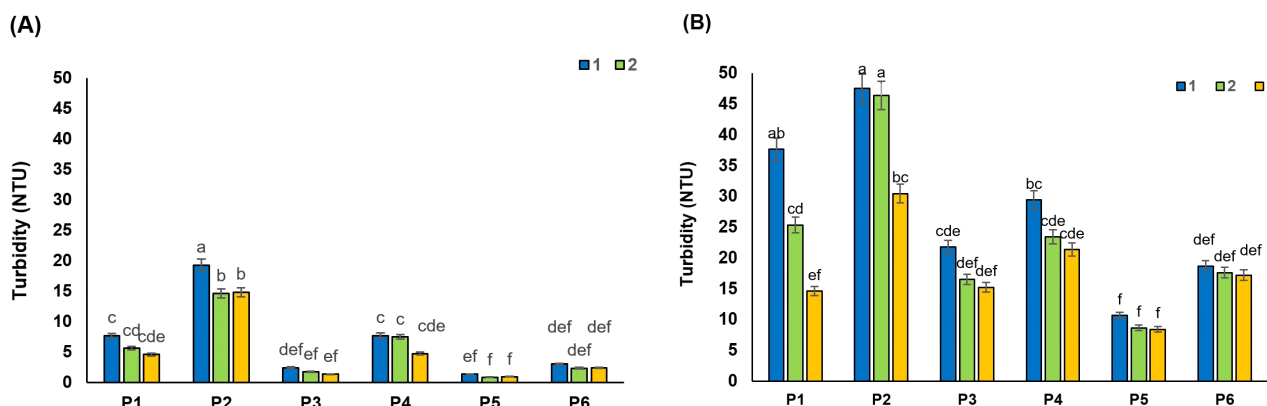 (A)
1 2
Turbidity (NTU)
50
45
40
35
30
25
20
15
10
5
0
c cd cde
a b b
def ef ef
c c cde
ef f f
def def def
P1 P2 P3 P4 P5 P6
(B)
1 2
Turbidity (NTU)
50
45
40
35
30
25
20
15
10
5
0
ab cd ef
a a bc
cde def def
bc cde cde
f f f
def def def
P1 P2 P3 P4 P5 P6